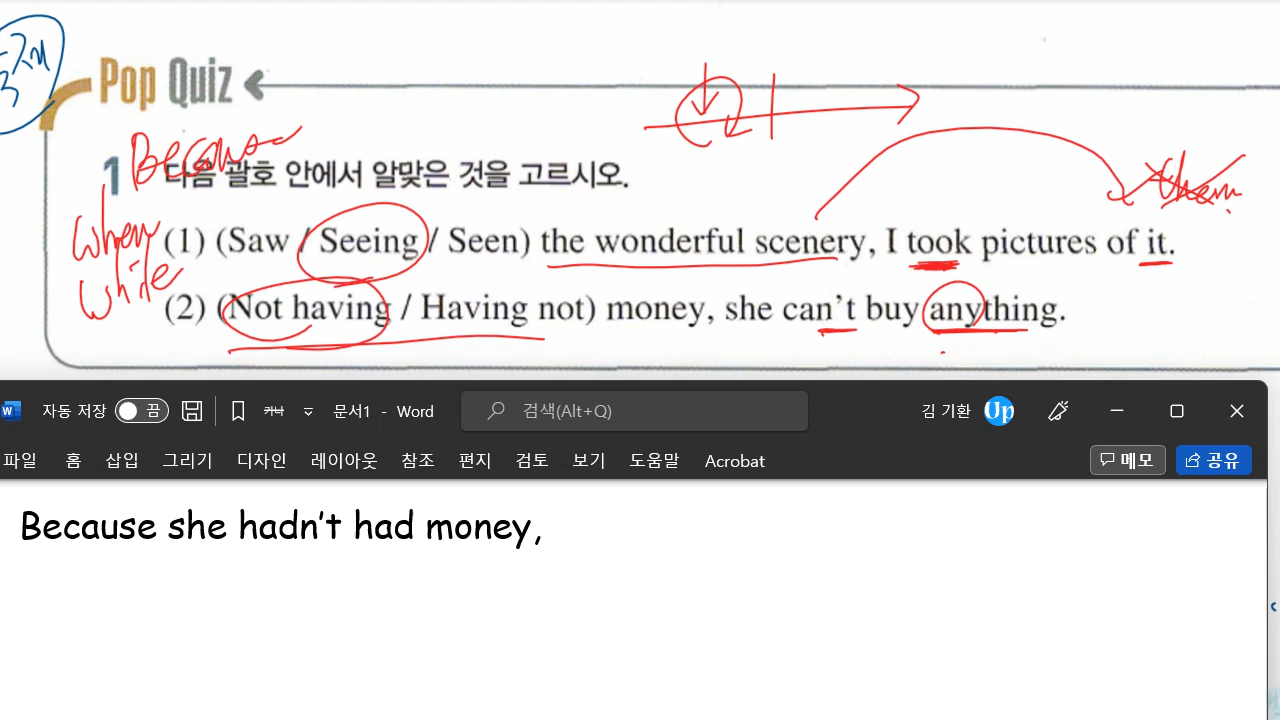 Pop Quiz
Because
1 다음 괄호 안에서 알맞은 것을 고르시오.
them
when
(1) (Saw / Seeing / Seen) the wonderful scenery, I took pictures of it.
while
(2) (Not having / Having not) money, she can't buy anything.
자동 저장 끔 가나 문서1 - Word 검색(Alt+Q) 김 기환 Up
파일 홈 삽입 그리기 디자인 레이아웃 참조 편지 검토 보기 도움말 Acrobat 메모 공유
Because she hadn't had money,